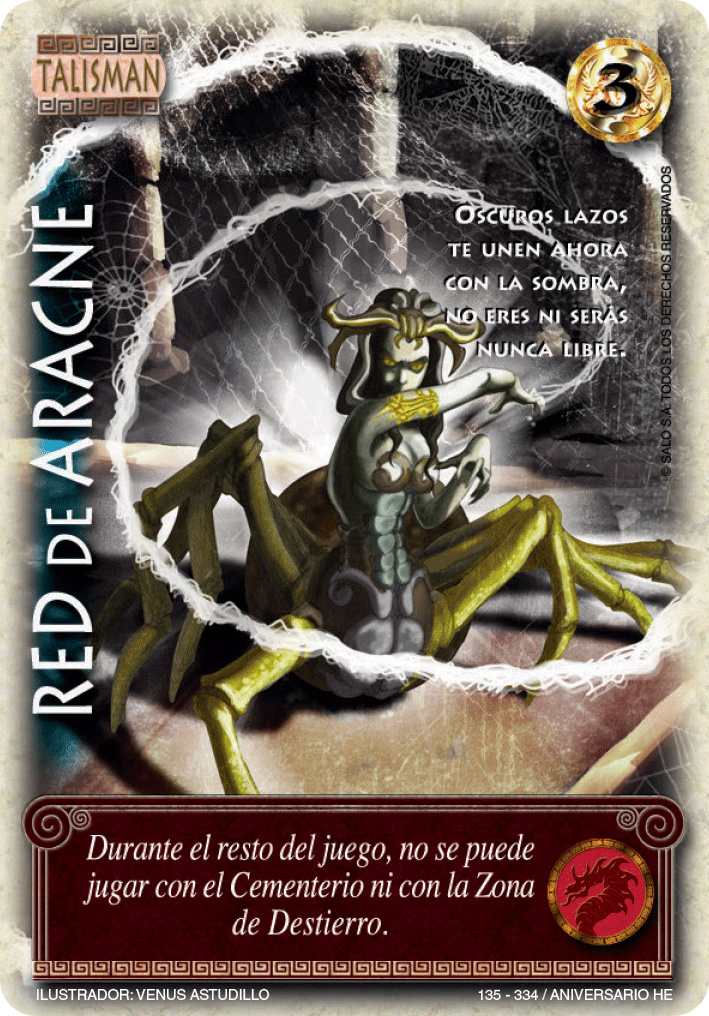 TALISMAN
3
RED DE ARACNE
OSCUROS LAZOS
TE UNEN AHORA
CON LA SOMBRA,
NO ERES NI SERÁS
NUNCA LIBRE.
© SALO S.A. TODOS LOS DERECHOS RESERVADOS
Durante el resto del juego, no se puede
jugar con el Cementerio ni con la Zona
de Destierro.
ILUSTRADOR: VENUS ASTUDILLO
135 - 334 / ANIVERSARIO HE